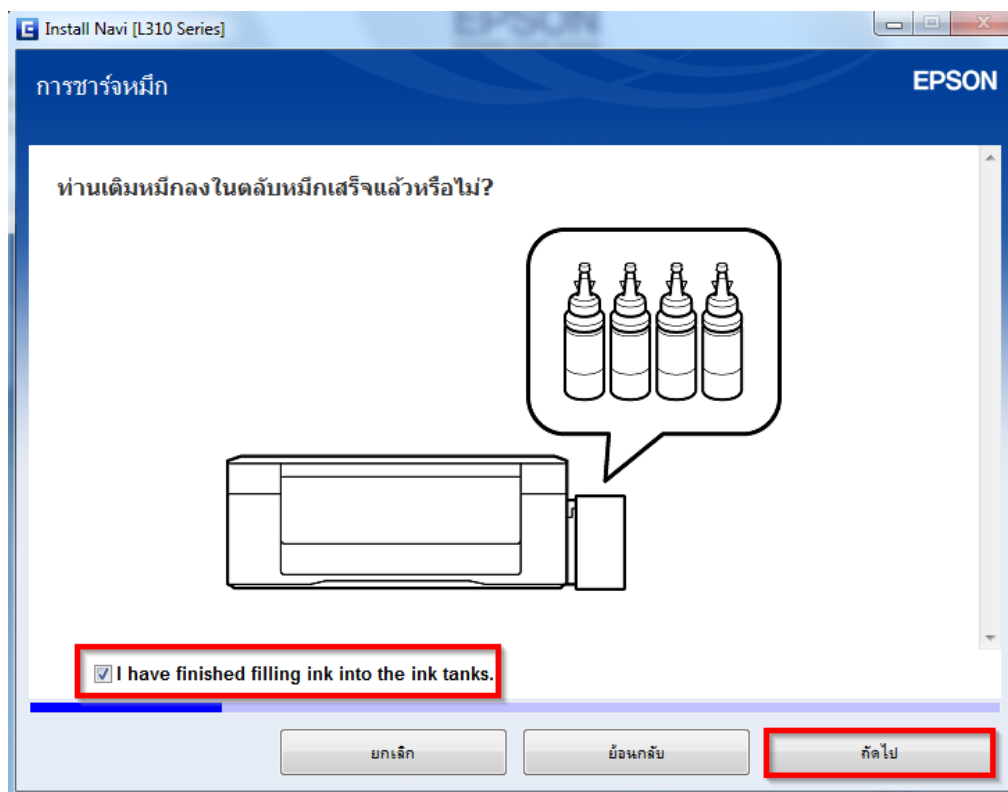 EPSON
Install Navi [L310 Series]
การชาร์จหมึก
EPSON
ท่านเติมหมึกลงในตลับหมึกเสร็จแล้วหรือไม่?
I have finished filling ink into the ink tanks.
ยกเลิก
ย้อนกลับ
ถัดไป